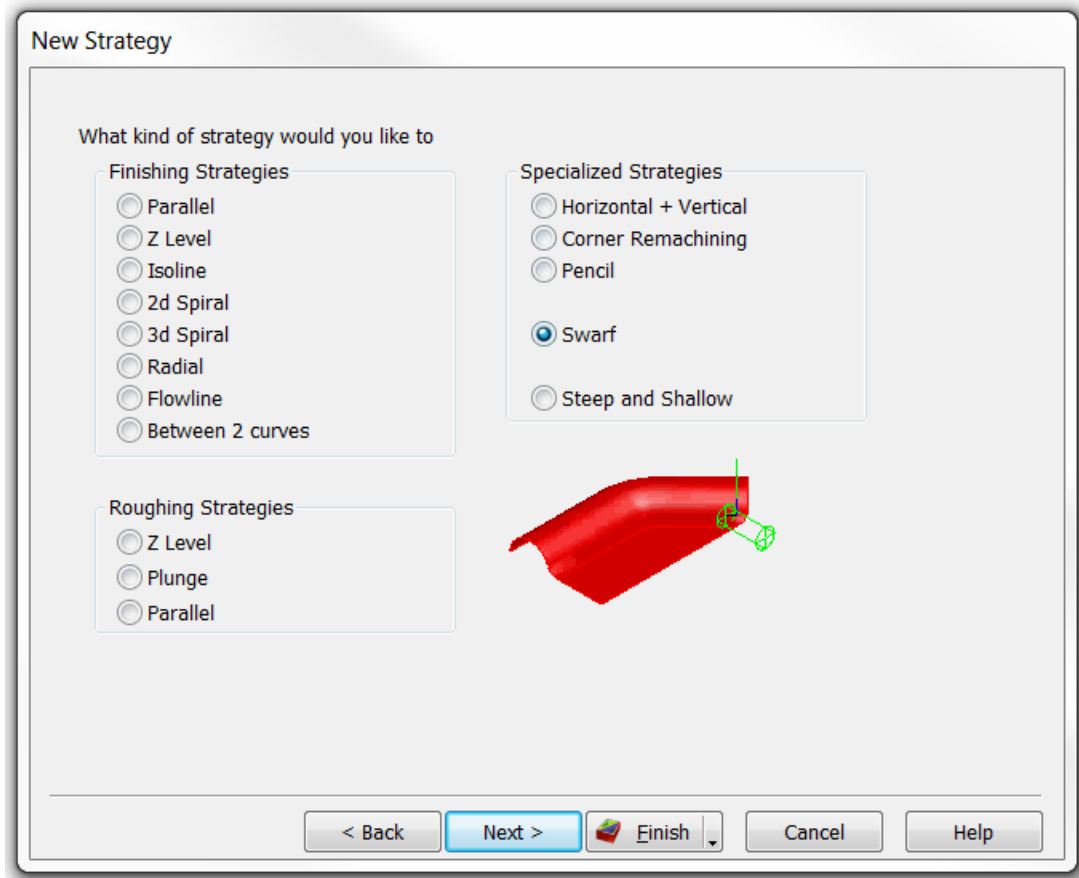 New Strategy
What kind of strategy would you like to
Finishing Strategies
Parallel
Z Level
Isoline
2d Spiral
3d Spiral
Radial
Flowline
Between 2 curves
Specialized Strategies
Horizontal + Vertical
Corner Remachining
Pencil
Swarf
Steep and Shallow
Roughing Strategies
Z Level
Plunge
Parallel
< Back
Next >
Finish
Cancel
Help